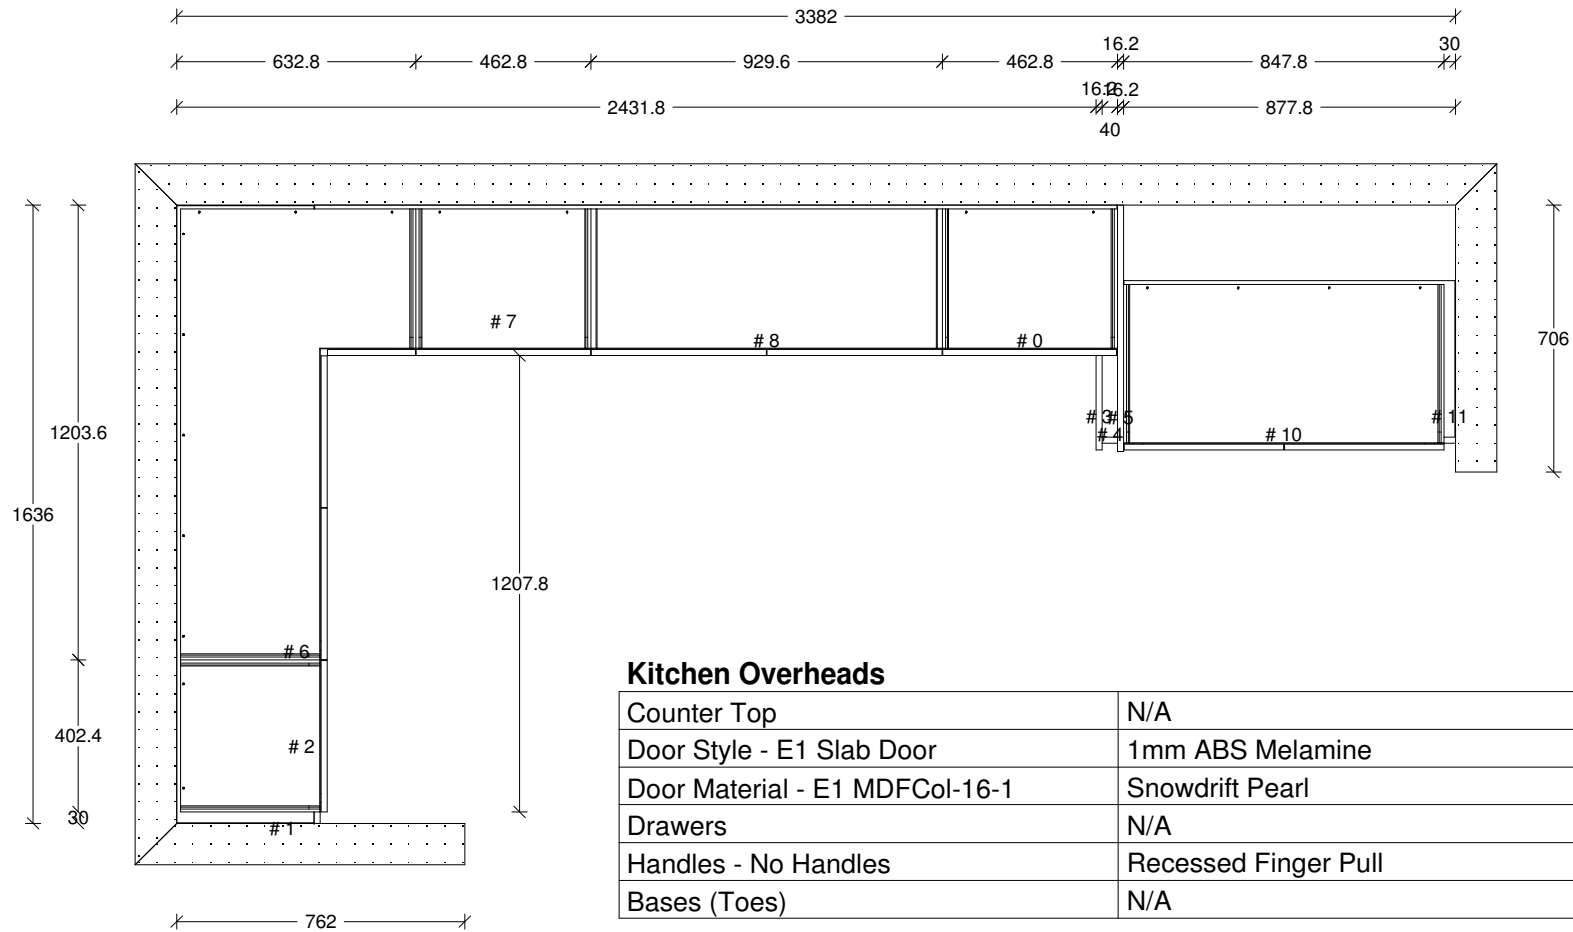 3382
16.2 30
632.8 462.8 929.6 462.8 847.8
16.2 16.2
2431.8 877.8
40
# 7
# 8 # 0
706
# 3 # 5 # 11
1203.6 # 4 # 10
1636
1207.8
# 6
Kitchen Overheads
Counter Top N/A
402.4 # 2 Door Style - E1 Slab Door 1mm ABS Melamine
Door Material - E1 MDFCol-16-1 Snowdrift Pearl
30 # 1 Drawers N/A
Handles - No Handles Recessed Finger Pull
Bases (Toes) N/A
762